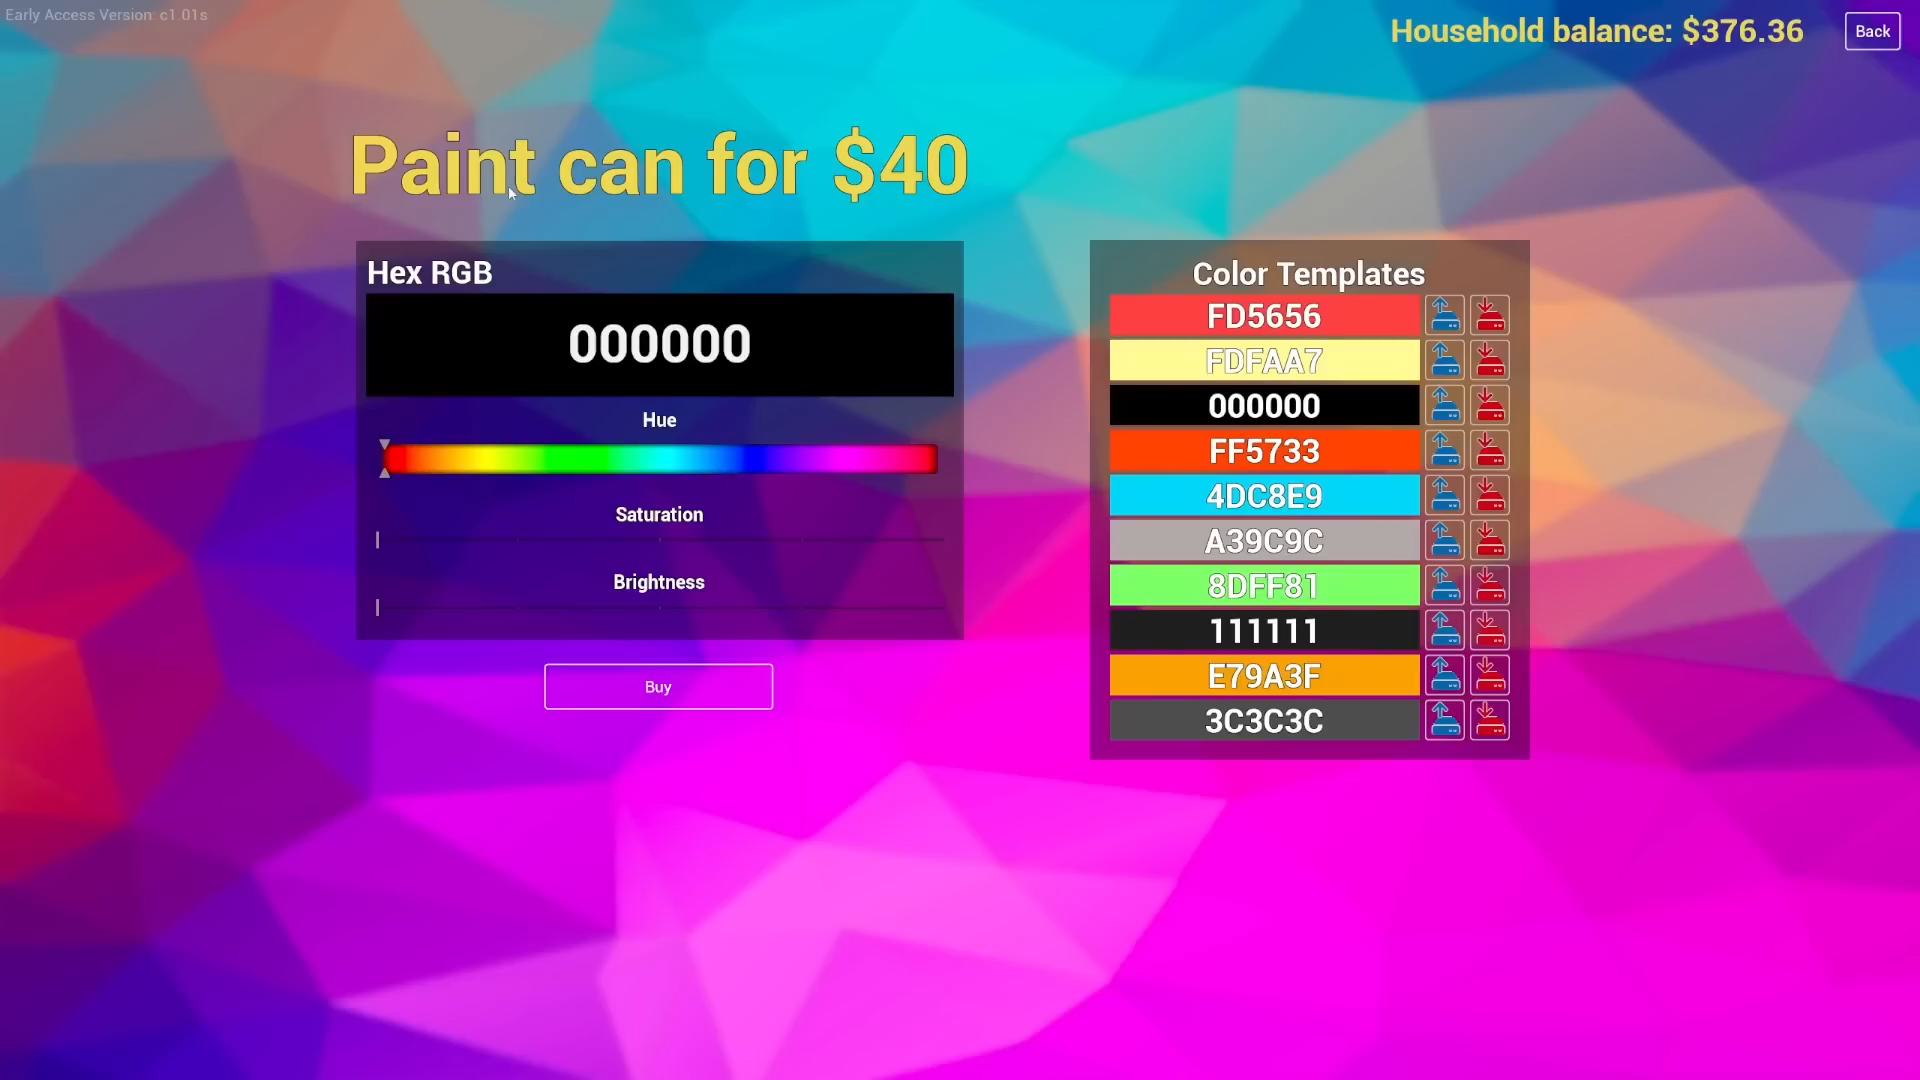 Early Access Version: c1.01s
Household balance: $376.36
Back
Paint can for $40
Hex RGB
000000
Hue
Saturation
Brightness
Buy
Color Templates
FD5656
FDFAA7
000000
FF5733
4DC8E9
A39C9C
8DFF81
111111
E79A3F
3C3C3C